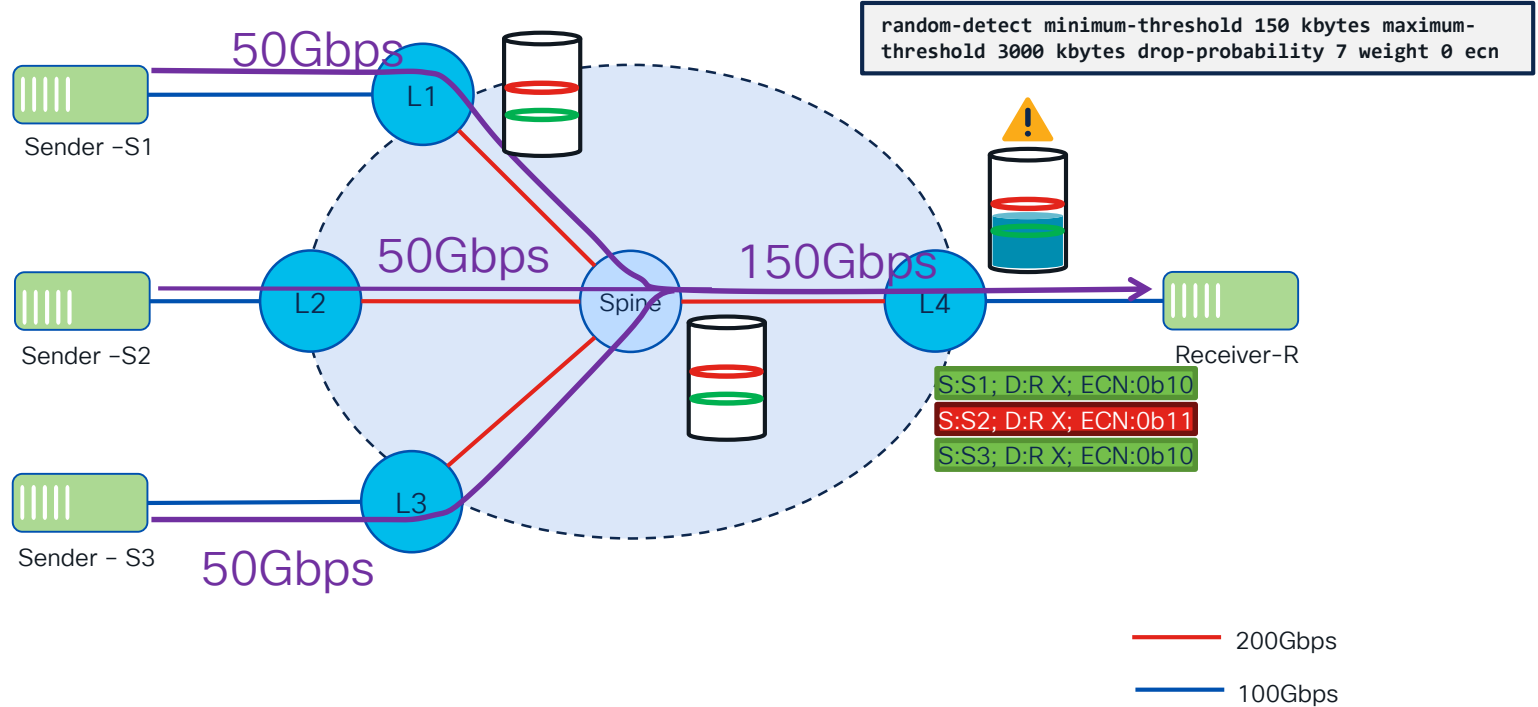 random-detect minimum-threshold 150 kbytes maximum-
threshold 3000 kbytes drop-probability 7 weight 0 ecn
50Gbps
L1
Sender –S1
50Gbps
150Gbps
L2
Spine
L4
Sender –S2
Receiver-R
S:S1; D:R X; ECN:0b10
S:S2; D:R X; ECN:0b11
S:S3; D:R X; ECN:0b10
L3
Sender – S3
50Gbps
200Gbps
100Gbps